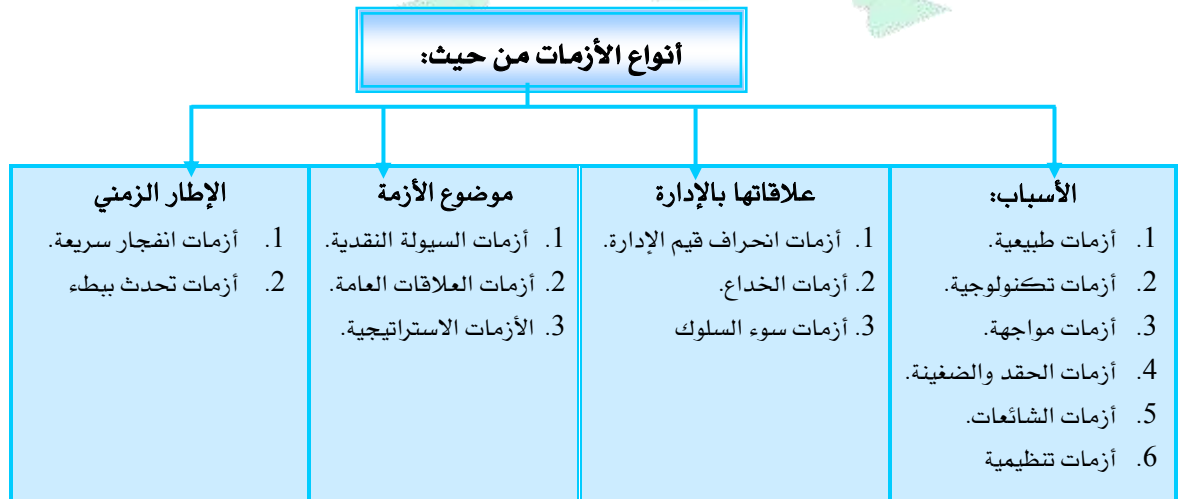 أنواع الأزمات من حيث:
الأسباب:
1. أزمات طبيعية.
2. أزمات تكنولوجية.
3. أزمات مواجهة.
4. أزمات الحقد والضغينة.
5. أزمات الشائعات.
6. أزمات تنظيمية
علاقاتها بالإدارة
1. أزمات انحراف قيم الإدارة.
2. أزمات الخداع.
3. أزمات سوء السلوك
موضوع الأزمة
1. أزمات السيولة النقدية.
2. أزمات العلاقات العامة.
3. الأزمات الاستراتيجية.
الإطار الزمني
1. أزمات انفجار سريعة.
2. أزمات تحدث ببطء